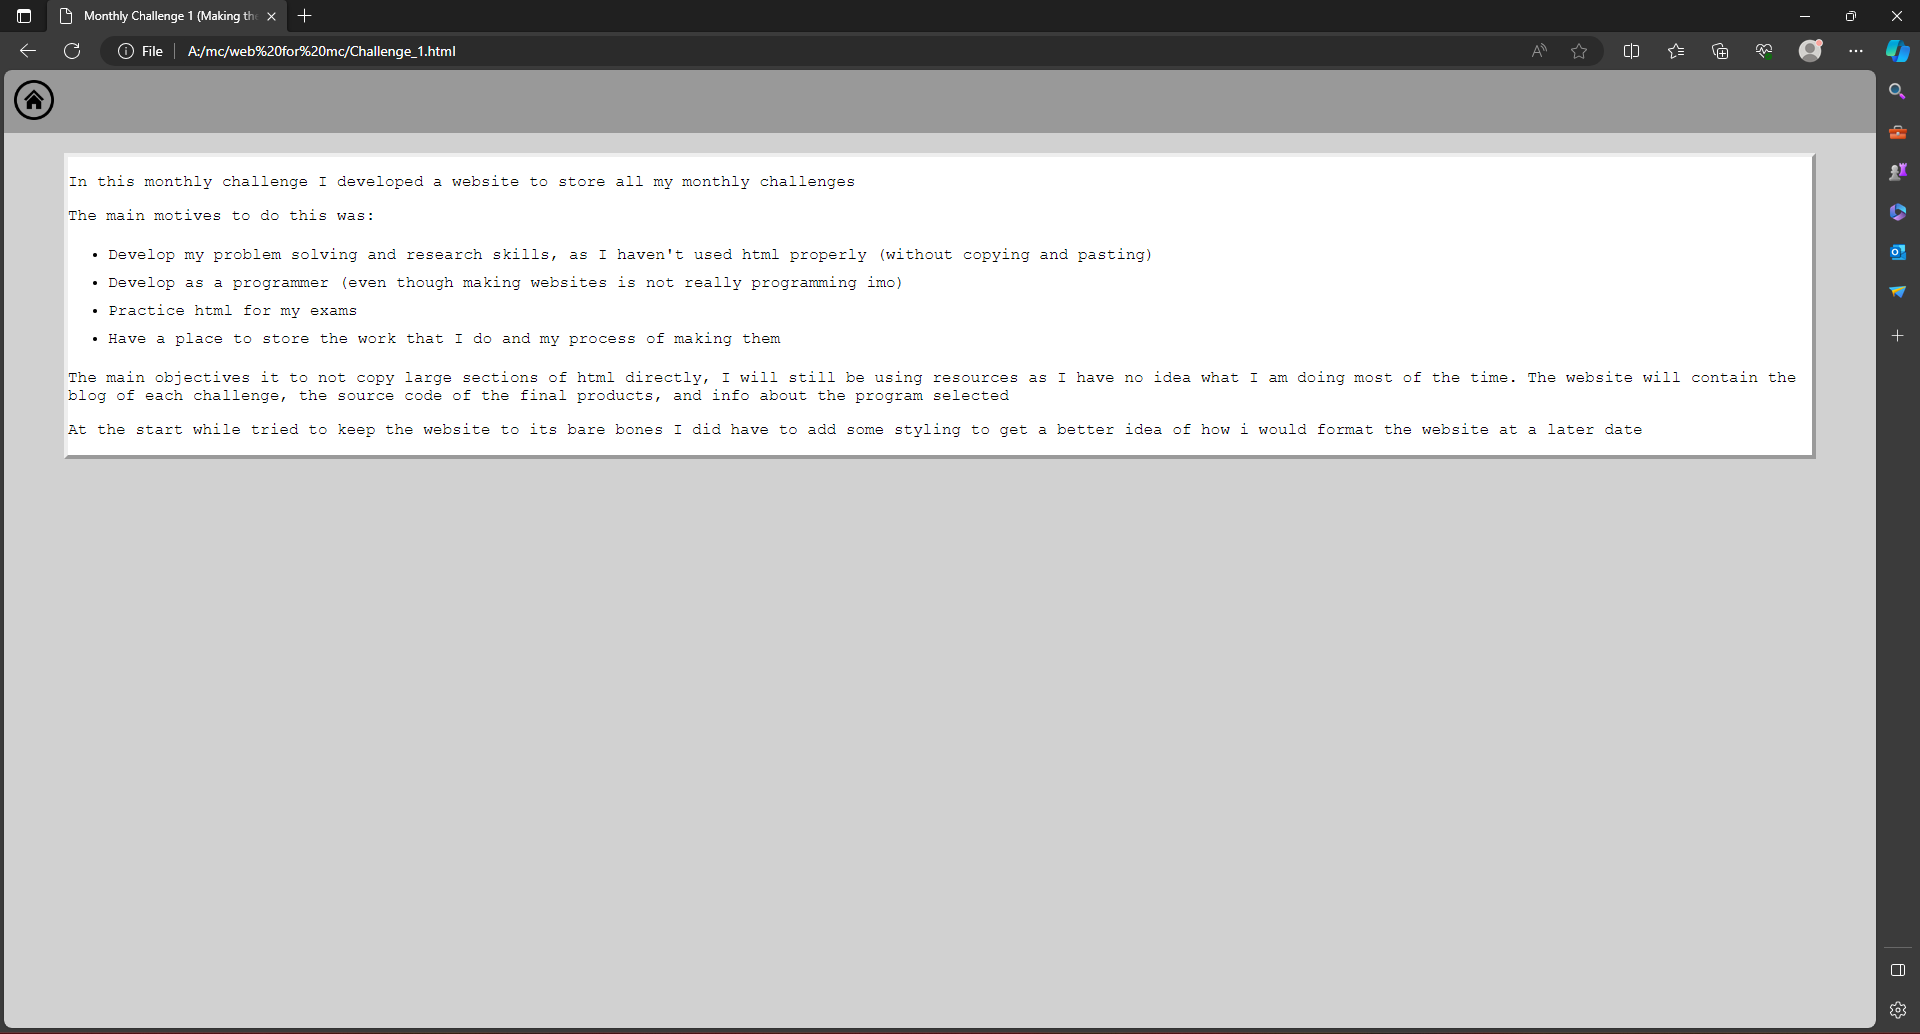 Monthly Challenge 1 (Making the
File
A:/mc/web%20for%20mc/Challenge_1.html
In this monthly challenge I developed a website to store all my monthly challenges
The main motives to do this was:
• Develop my problem solving and research skills, as I haven't used html properly (without copying and pasting)
• Develop as a programmer (even though making websites is not really programming imo)
• Practice html for my exams
• Have a place to store the work that I do and my process of making them
The main objectives it to not copy large sections of html directly, I will still be using resources as I have no idea what I am doing most of the time. The website will contain the
blog of each challenge, the source code of the final products, and info about the program selected
At the start while tried to keep the website to its bare bones I did have to add some styling to get a better idea of how i would format the website at a later date